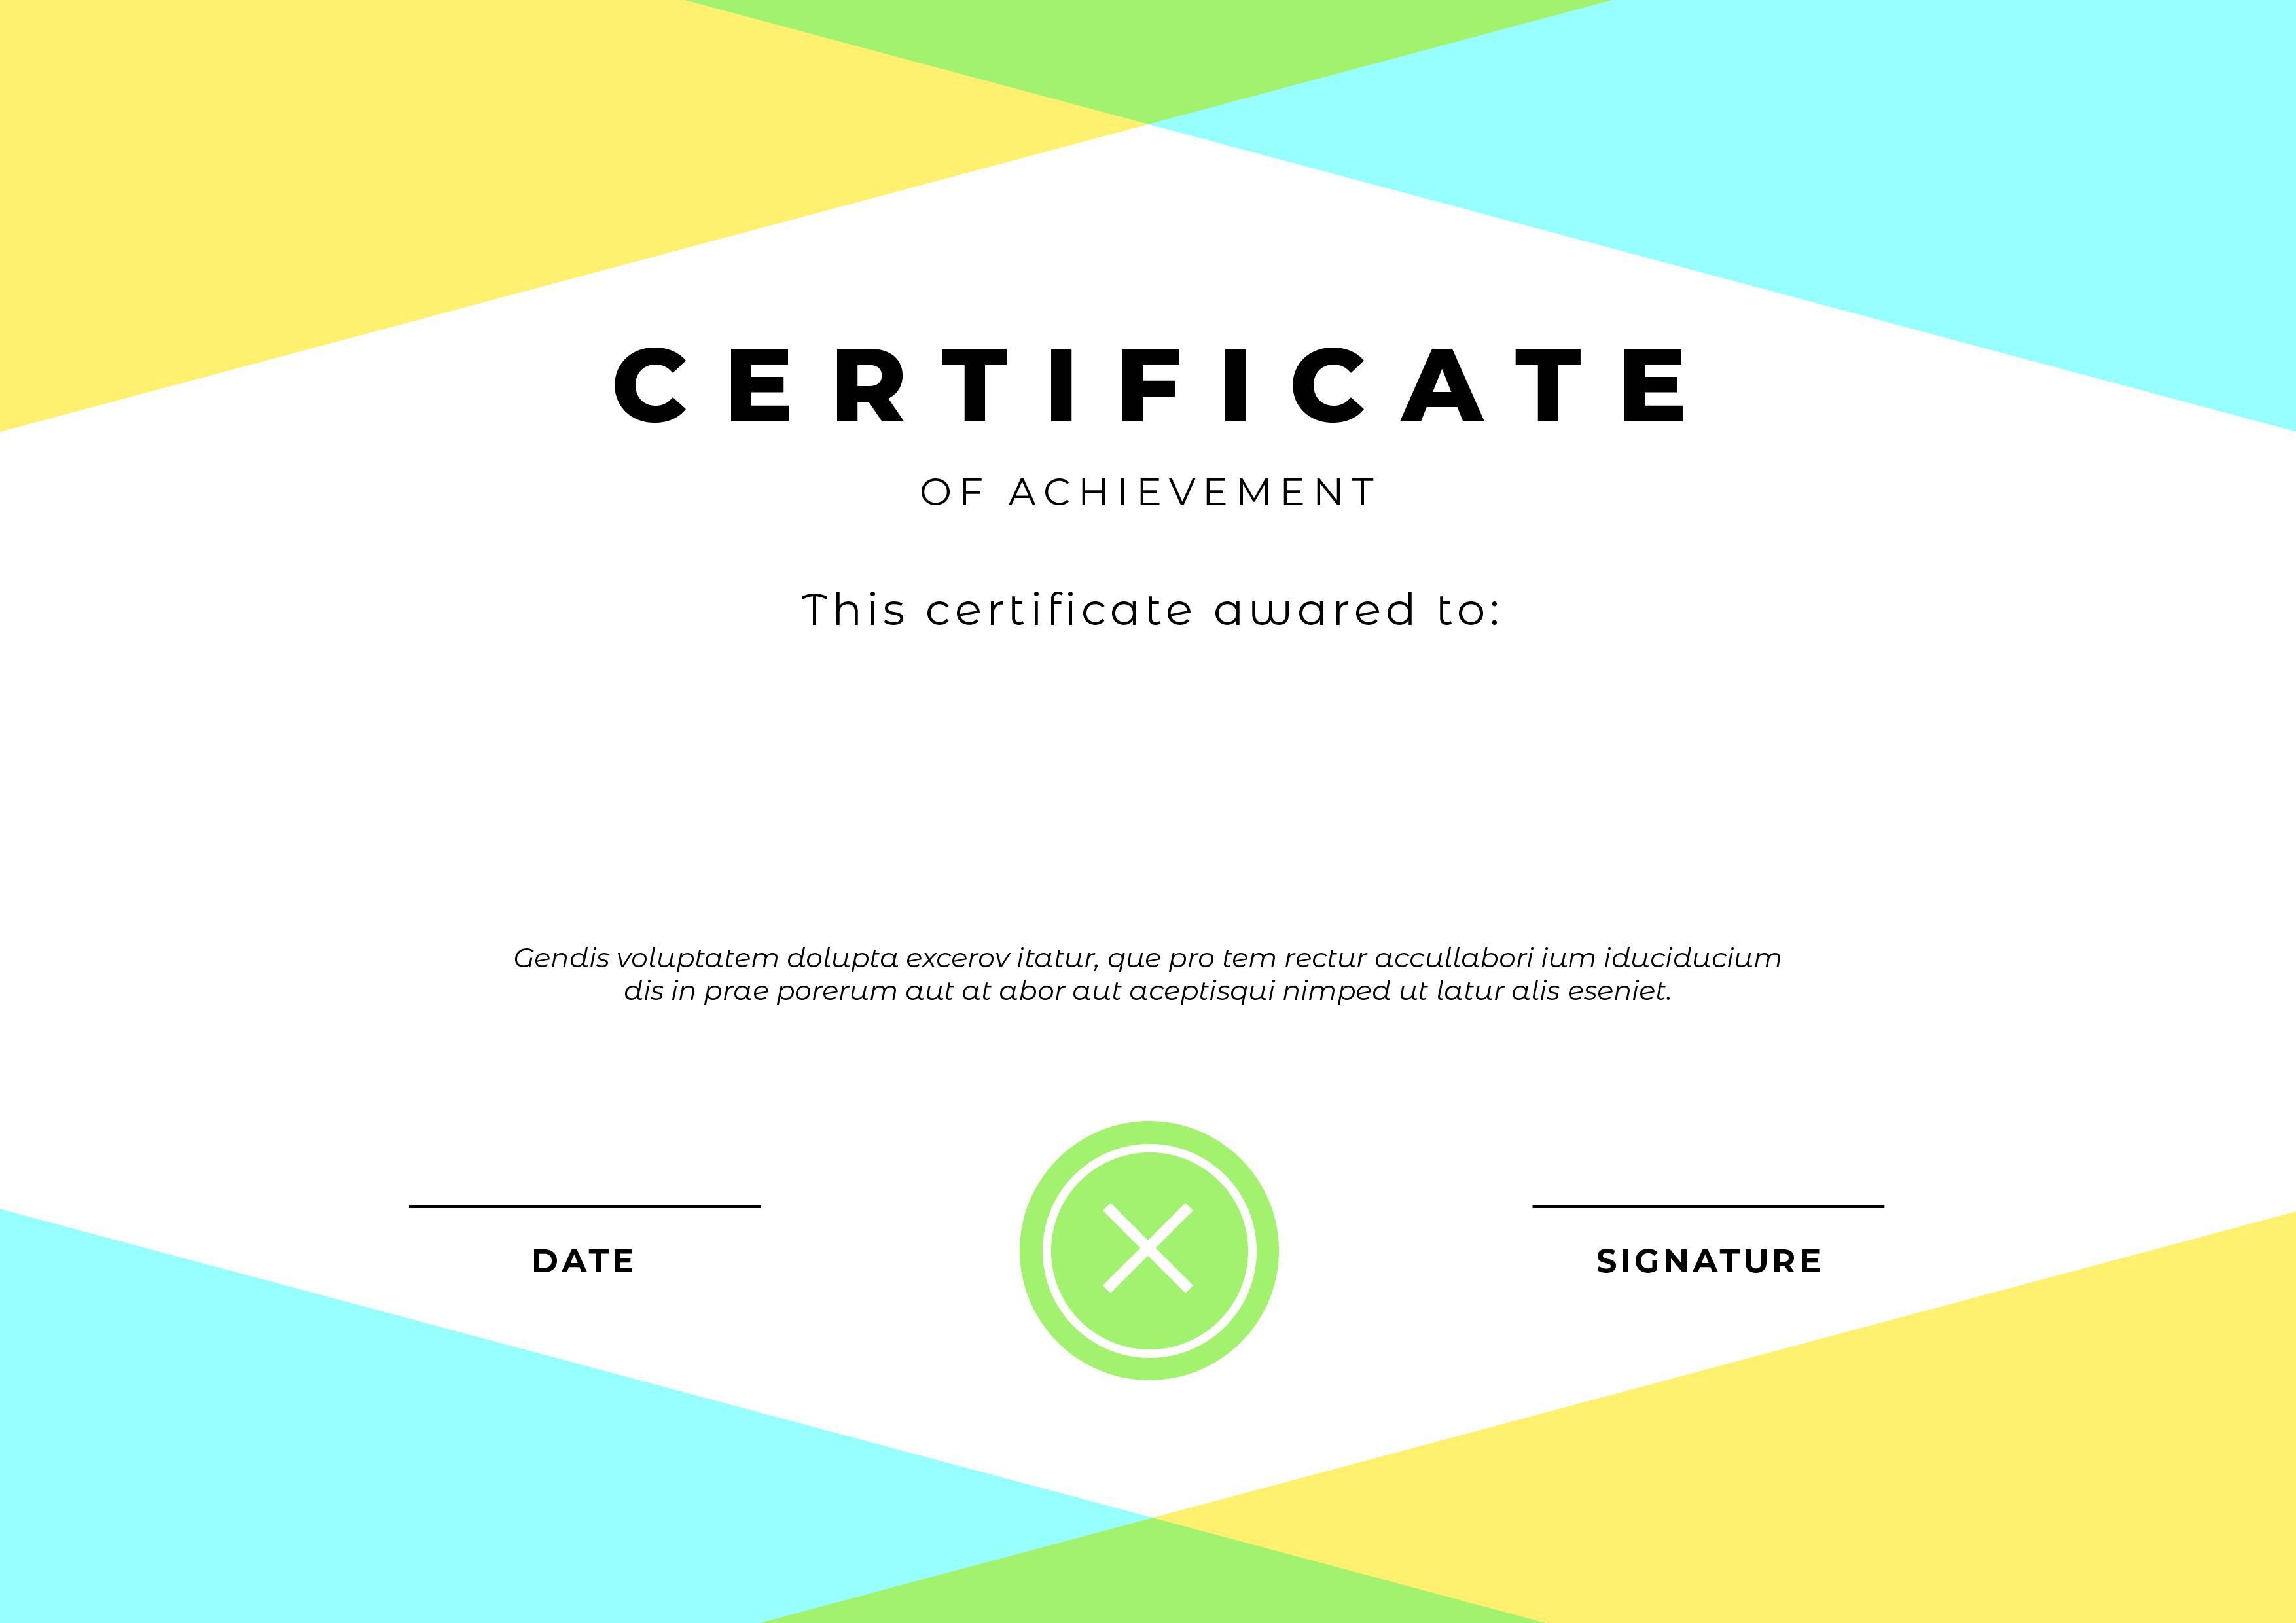 CERTIFICATE
OF ACHIEVEMENT
This certificate awared to:
Gendis voluptatem dolupta excerov itatur, que pro tem rectur accullabori ium iduciducium
dis in prae porerum aut at abor aut aceptisqui nimped ut latur alis eseniet.
DATE
SIGNATURE